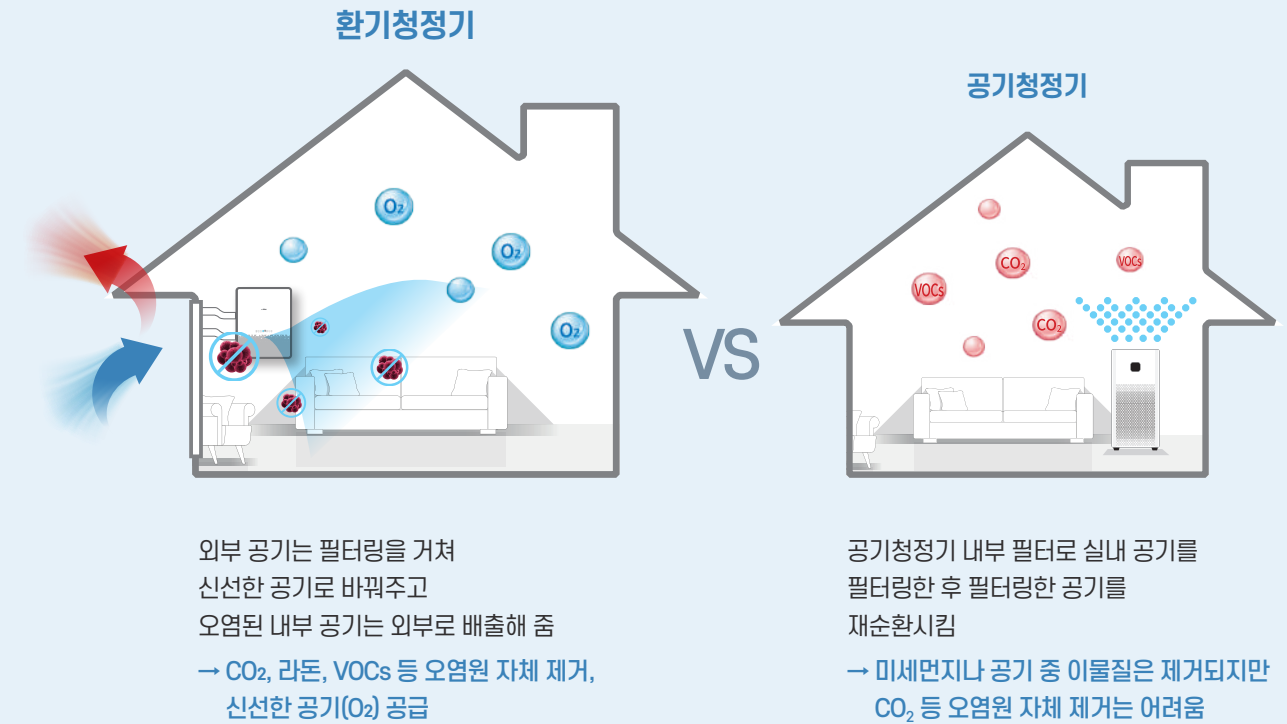 환기청정기
O₂
O₂
O₂
외부 공기는 필터링을 거쳐
신선한 공기로 바꿔주고
오염된 내부 공기는 외부로 배출해 줌
→ CO₂, 라돈, VOCs 등 오염원 자체 제거,
신선한 공기(O₂) 공급
VS
공기청정기
CO₂
VOCs
VOCs
CO₂
공기청정기 내부 필터로 실내 공기를
필터링한 후 필터링한 공기를
재순환시킴
→ 미세먼지나 공기 중 이물질은 제거되지만
CO₂ 등 오염원 자체 제거는 어려움